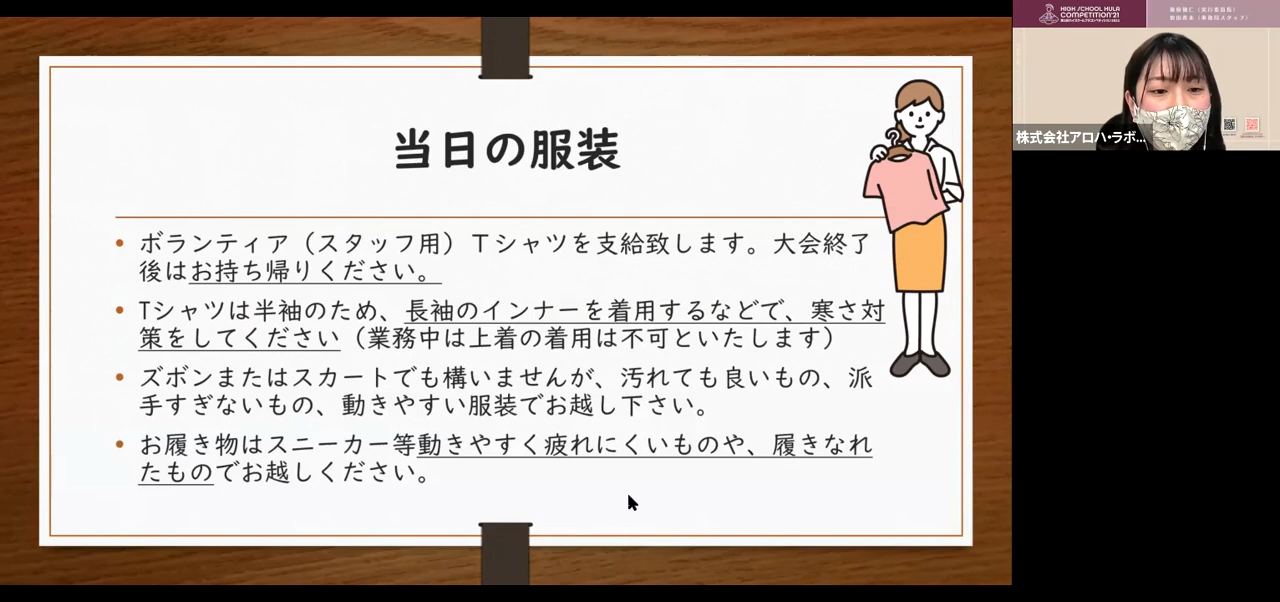 当日の服装
• ボランティア（スタッフ用）Ｔシャツを支給致します。大会終了
後はお持ち帰りください。
• Tシャツは半袖のため、長袖のインナーを着用するなどで、寒さ対
策をしてください（業務中は上着の着用は不可といたします）
• ズボンまたはスカートでも構いませんが、汚れても良いもの、派
手すぎないもの、動きやすい服装でお越し下さい。
• お履き物はスニーカー等動きやすく疲れにくいものや、履きなれ
たものでお越しください。
HIGH SCHOOL HULA
COMPETITION'21
株式会社アロハ・ラボ...